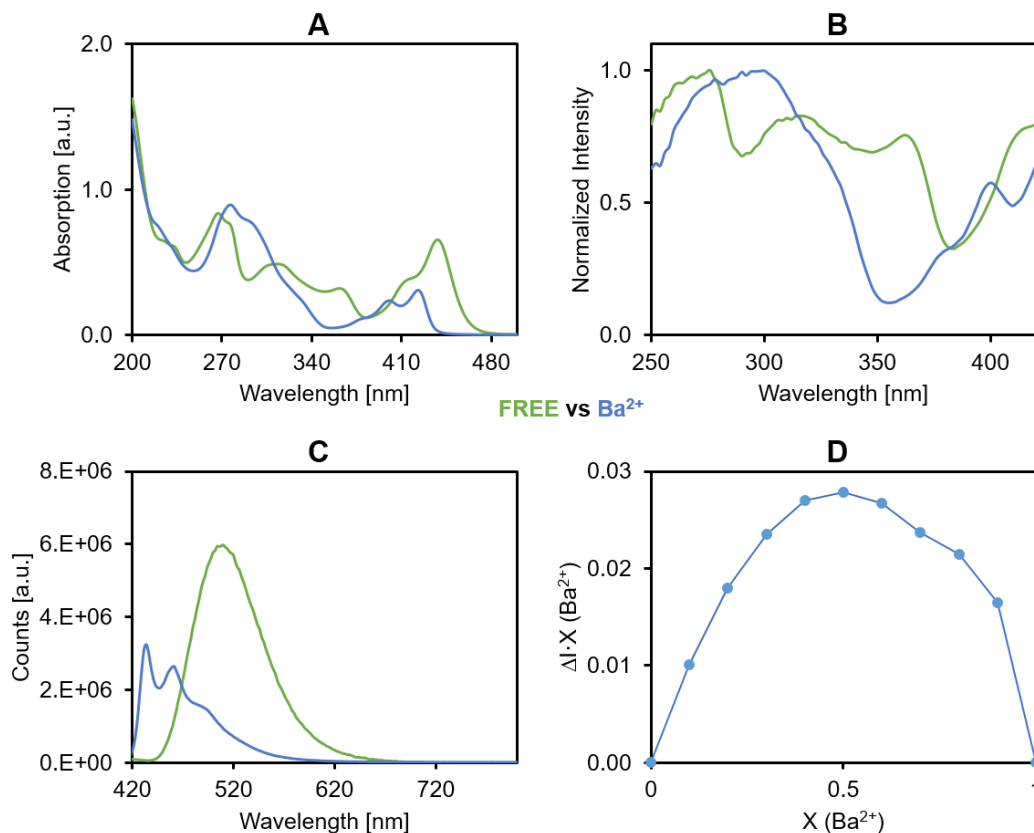 A
Absorption [a.u.]
2.0
1.0
0.0
200 270 340 410 480
Wavelength [nm]
B
Normalized Intensity
1.0
0.5
0.0
250 300 350 400
Wavelength [nm]
FREE vs Ba²⁺
C
Counts [a.u.]
8.E+06
6.E+06
4.E+06
2.E+06
0.E+00
420 520 620 720
Wavelength [nm]
D
ΔI·X (Ba²⁺)
0.03
0.02
0.01
0.00
0 0.5 1
X (Ba²⁺)